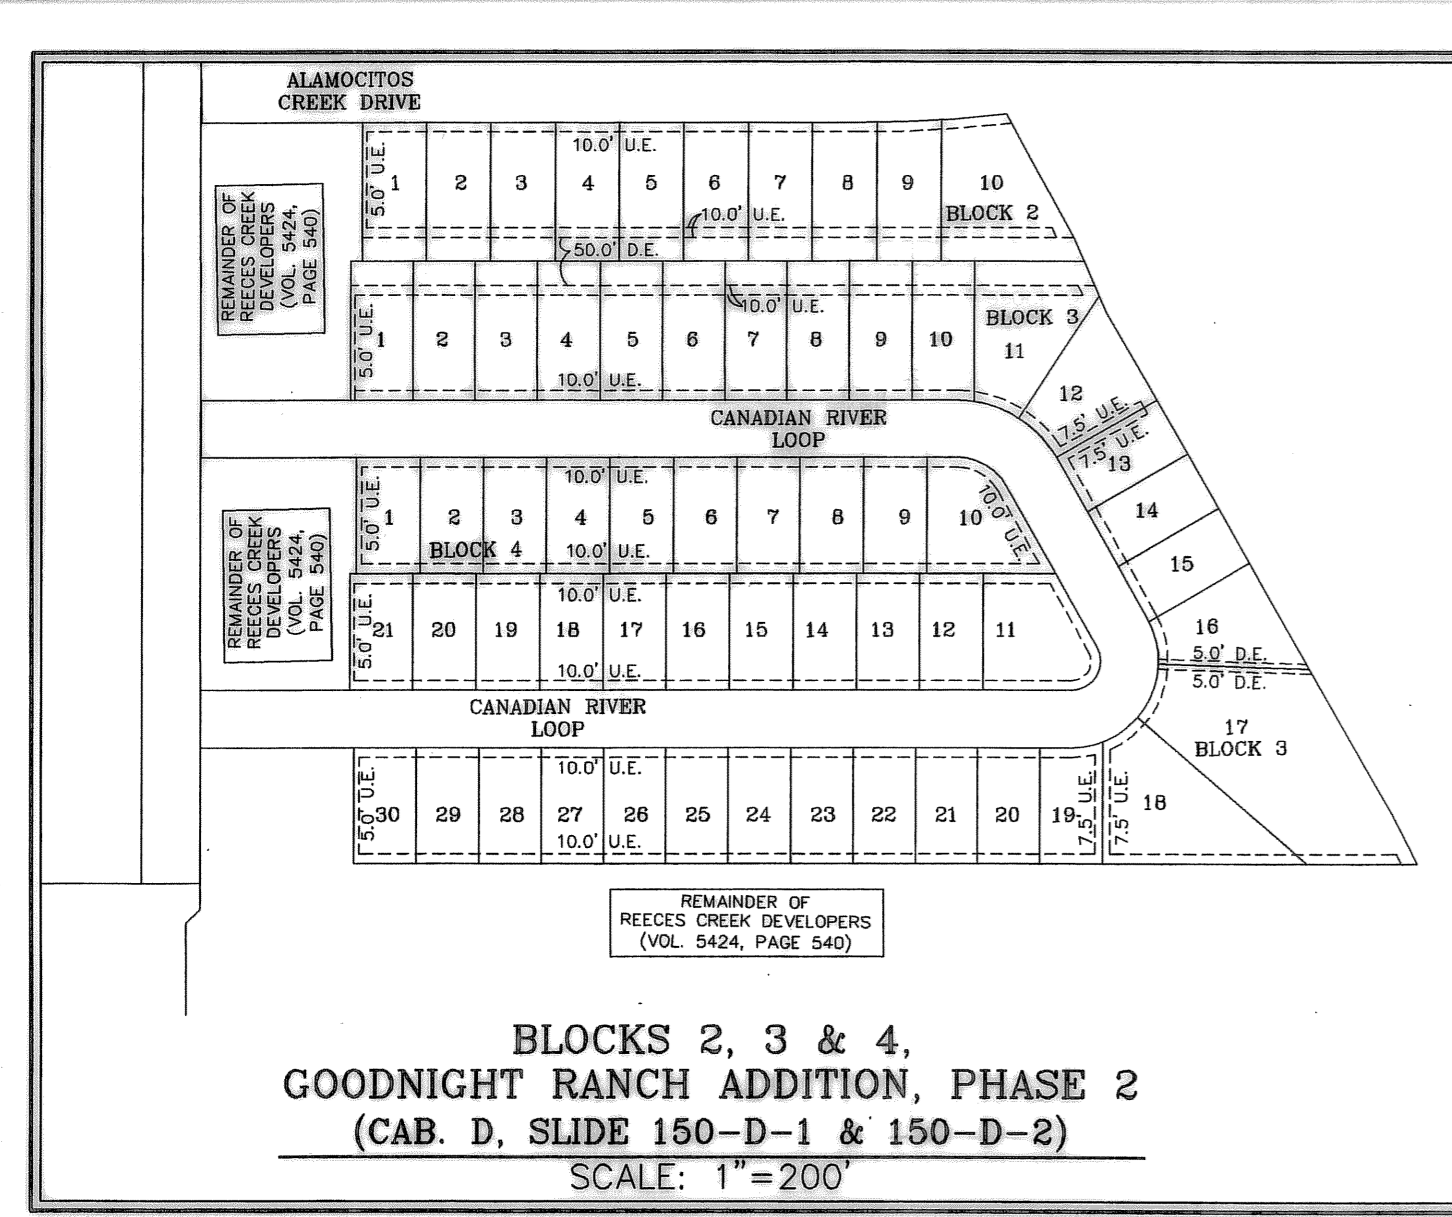 ALAMOCITOS
CREEK DRIVE
5.0' U.E.
10.0' U.E.
1 2 3 4 5 6 7 8 9 10
BLOCK 2
10.0' U.E.
50.0' D.E.
REMAINDER OF
REECES CREEK
DEVELOPERS
(VOL. 5424,
PAGE 540)
10.0' U.E.
BLOCK 3
5.0' U.E.
1 2 3 4 5 6 7 8 9 10 11
10.0' U.E.
12
7.5' U.E.
7.5' U.E.
13
14
15
16
5.0' D.E.
5.0' D.E.
17
BLOCK 3
18
CANADIAN RIVER
LOOP
5.0' U.E.
10.0' U.E.
10.0' U.E.
1 2 3 4 5 6 7 8 9 10
BLOCK 4
10.0' U.E.
REMAINDER OF
REECES CREEK
DEVELOPERS
(VOL. 5424,
PAGE 540)
10.0' U.E.
5.0' U.E.
21 20 19 18 17 16 15 14 13 12 11
10.0' U.E.
CANADIAN RIVER
LOOP
10.0' U.E.
5.0' U.E.
30 29 28 27 26 25 24 23 22 21 20 19
7.5' U.E.
7.5' U.E.
10.0' U.E.
REMAINDER OF
REECES CREEK DEVELOPERS
(VOL. 5424, PAGE 540)
BLOCKS 2, 3 & 4,
GOODNIGHT RANCH ADDITION, PHASE 2
(CAB. D, SLIDE 150-D-1 & 150-D-2)
SCALE: 1"=200'